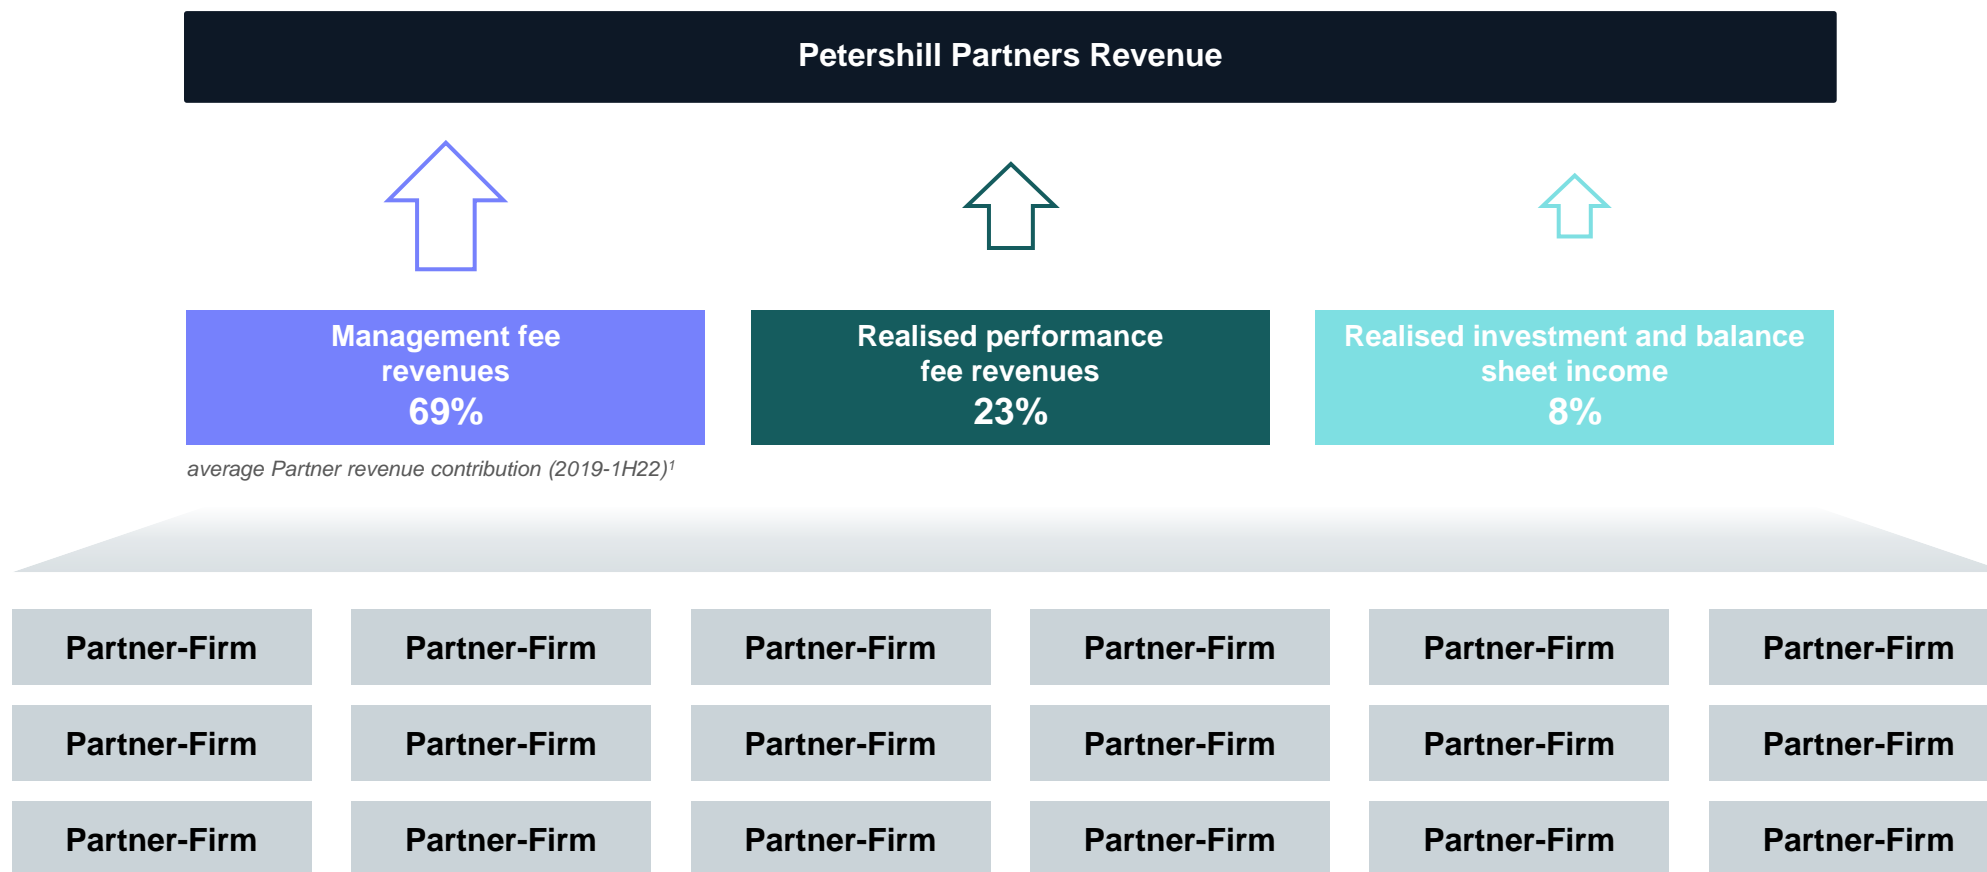 Petershill Partners Revenue
Management fee
revenues
69%
Realised performance
fee revenues
23%
Realised investment and balance
sheet income
8%
average Partner revenue contribution (2019-1H22)¹
Partner-Firm Partner-Firm Partner-Firm Partner-Firm Partner-Firm Partner-Firm
Partner-Firm Partner-Firm Partner-Firm Partner-Firm Partner-Firm Partner-Firm
Partner-Firm Partner-Firm Partner-Firm Partner-Firm Partner-Firm Partner-Firm